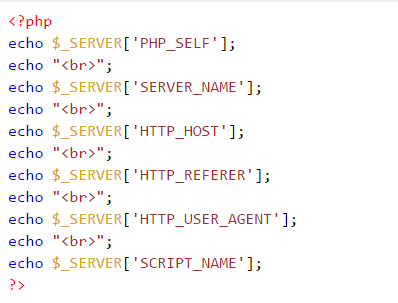 <?php
echo $_SERVER['PHP_SELF'];
echo "<br>";
echo $_SERVER['SERVER_NAME'];
echo "<br>";
echo $_SERVER['HTTP_HOST'];
echo "<br>";
echo $_SERVER['HTTP_REFERER'];
echo "<br>";
echo $_SERVER['HTTP_USER_AGENT'];
echo "<br>";
echo $_SERVER['SCRIPT_NAME'];
?>